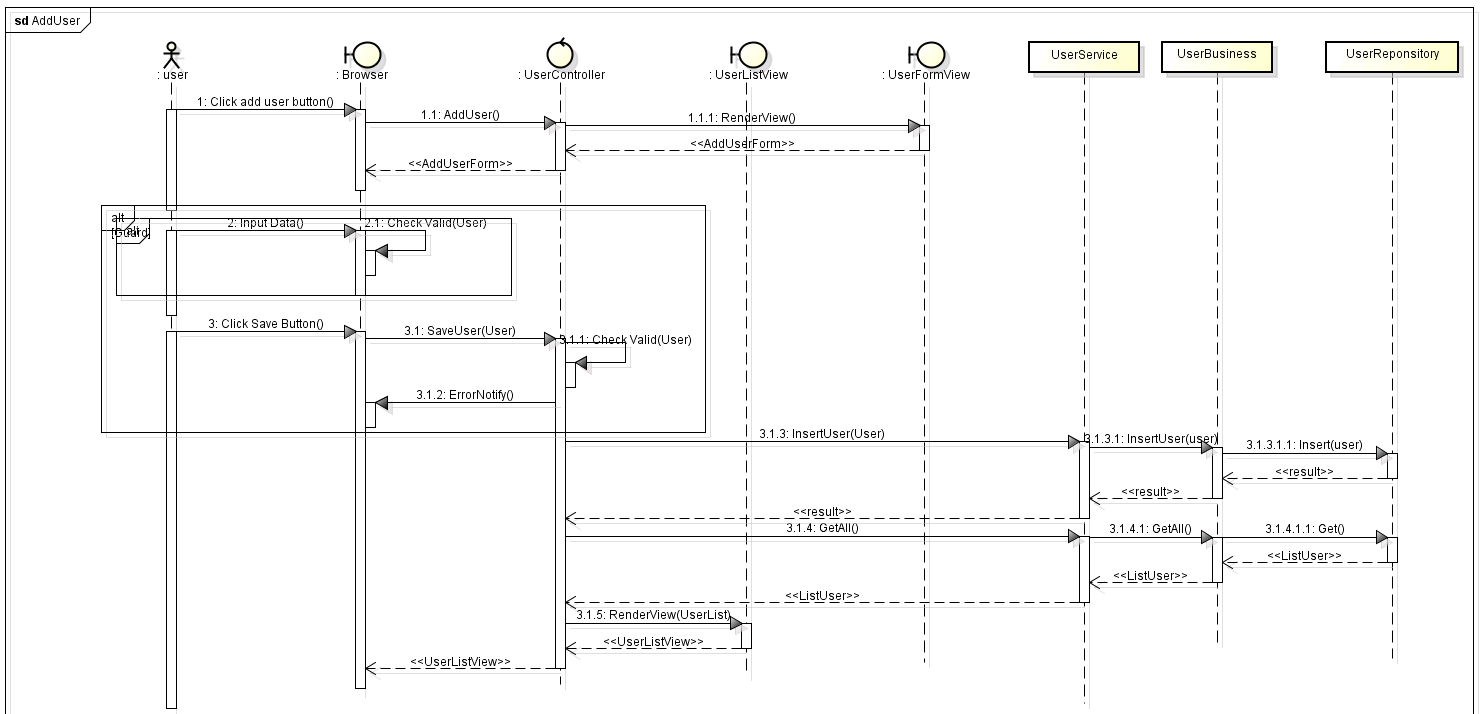 sd AddUser
: user
: Browser
: UserController
: UserListView
: UserFormView
UserService
UserBusiness
UserReponsitory
1: Click add user button()
1.1: AddUser()
1.1.1: RenderView()
<<AddUserForm>>
<<AddUserForm>>
alt
[Guard]
alt
2: Input Data()
2.1: Check Valid(User)
3: Click Save Button()
3.1: SaveUser(User)
3.1.1: Check Valid(User)
3.1.2: ErrorNotify()
3.1.3: InsertUser(User)
3.1.3.1: InsertUser(user)
3.1.3.1.1: Insert(user)
<<result>>
<<result>>
<<result>>
3.1.4: GetAll()
3.1.4.1: GetAll()
3.1.4.1.1: Get()
<<ListUser>>
<<ListUser>>
<<ListUser>>
3.1.5: RenderView(UserList)
<<UserListView>>
<<UserListView>>